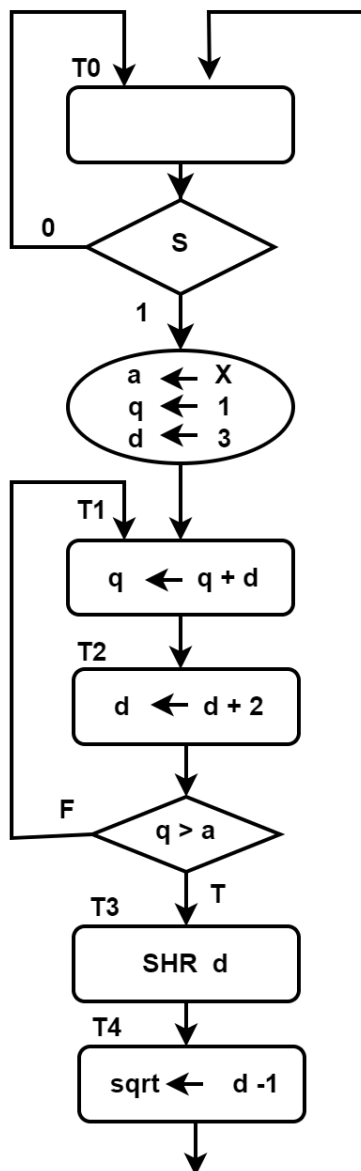 T0
0
S
1
a ← X
q ← 1
d ← 3
T1
q ← q + d
T2
d ← d + 2
F
q > a
T
T3
SHR d
T4
sqrt ← d -1